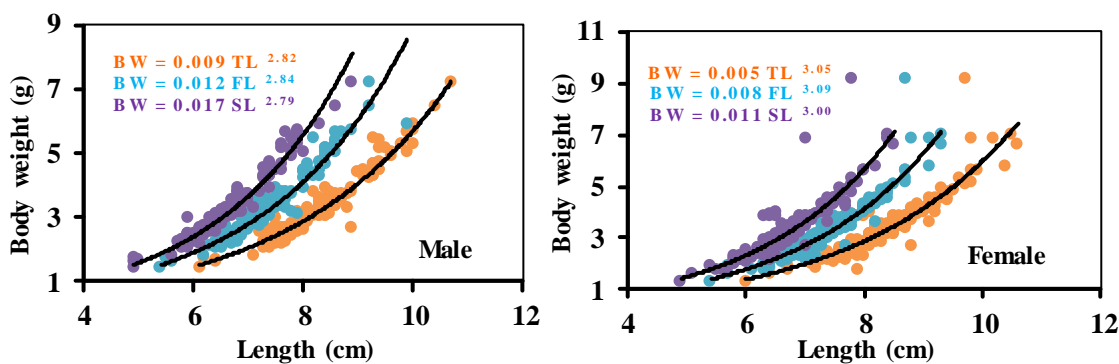 Body weight (g)
9
7
5
3
1
BW = 0.009 TL 2.82
BW = 0.012 FL 2.84
BW = 0.017 SL 2.79
Male
4
6
8
10
12
Length (cm)
Body weight (g)
11
9
7
5
3
1
BW = 0.005 TL 3.05
BW = 0.008 FL 3.09
BW = 0.011 SL 3.00
Female
4
6
8
10
12
Length (cm)